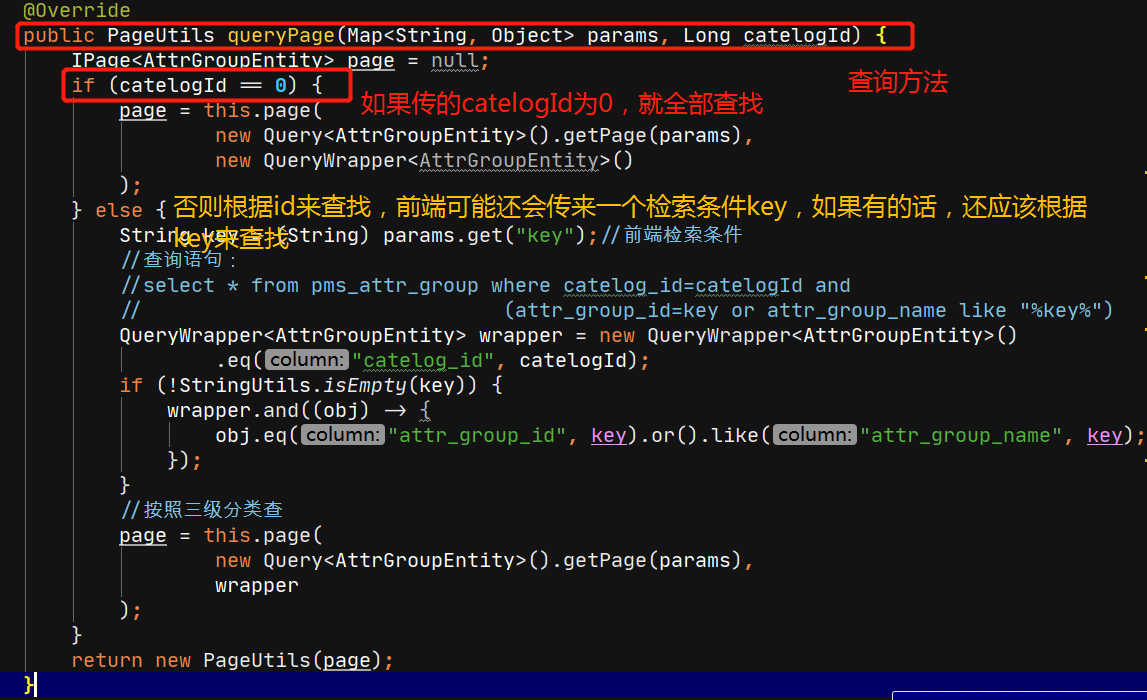 @Override
public PageUtils queryPage(Map<String, Object> params, Long catelogId) {
IPage<AttrGroupEntity> page = null;
if (catelogId == 0) {
查询方法
如果传的catelogId为0，就全部查找
page = this.page(
new Query<AttrGroupEntity>().getPage(params),
new QueryWrapper<AttrGroupEntity>()
);
} else {
否则根据id来查找，前端可能还会传来一个检索条件key，如果有的话，还应该根据
key来查找
String key = (String) params.get("key");//前端检索条件
//查询语句：
//select * from pms_attr_group where catelog_id=catelogId and
// (attr_group_id=key or attr_group_name like "%key%")
QueryWrapper<AttrGroupEntity> wrapper = new QueryWrapper<AttrGroupEntity>()
.eq(column: "catelog_id", catelogId);
if (!StringUtils.isEmpty(key)) {
wrapper.and((obj) -> {
obj.eq(column: "attr_group_id", key).or().like(column: "attr_group_name", key);
});
}
//按照三级分类查
page = this.page(
new Query<AttrGroupEntity>().getPage(params),
wrapper
);
}
return new PageUtils(page);
}